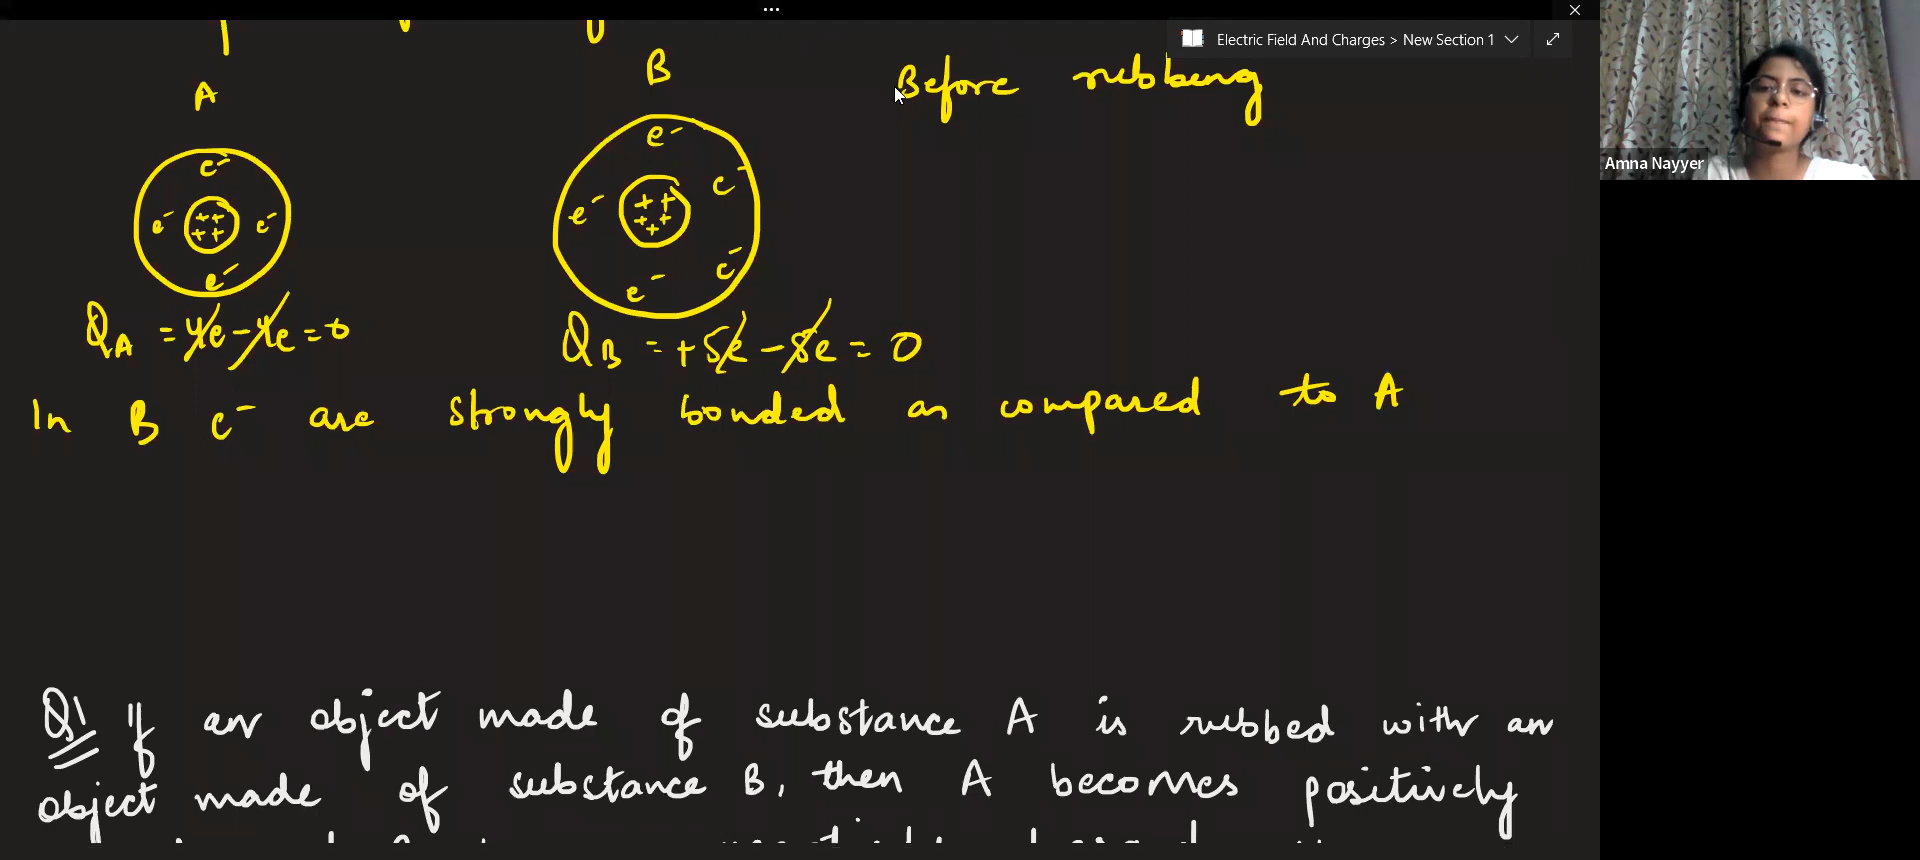 Electric Field And Charges > New Section 1
A
B
Before rubbing
e⁻
e⁻ ++ e⁻
++
e⁻
e⁻
e⁻
e⁻ ++
+ +
+
e⁻
e⁻
Q_A = 4e - 4e = 0
Q_B = +5e - 5e = 0
In B e⁻ are strongly bonded as compared to A
Q1 If an object made of substance A is rubbed with an
object made of substance B, then A becomes positively
Amna Nayyer